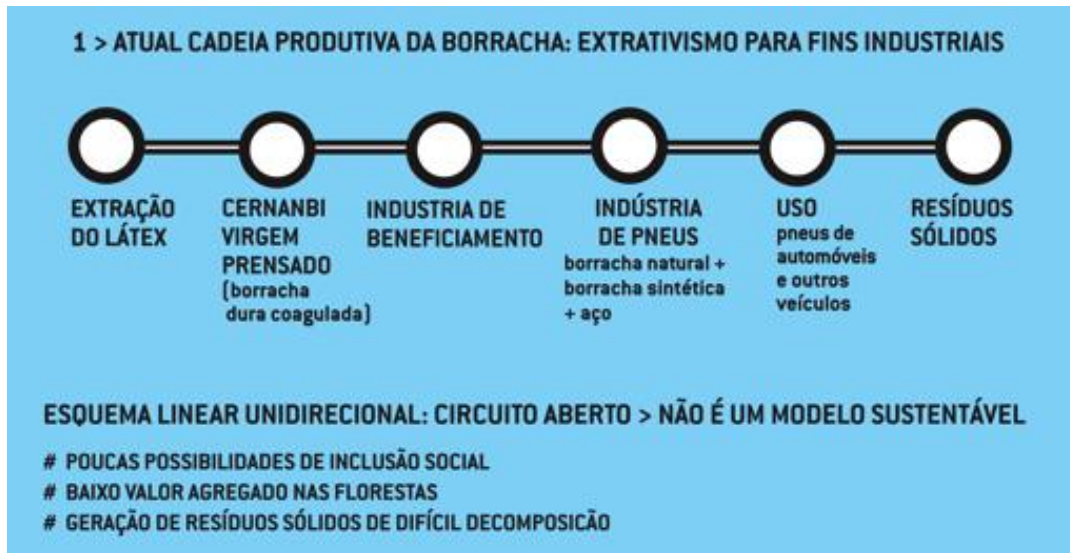 1 > ATUAL CADEIA PRODUTIVA DA BORRACHA: EXTRATIVISMO PARA FINS INDUSTRIAIS
EXTRAÇÃO
DO LÁTEX
CERNANBI
VIRGEM
PRENSADO
(borracha
dura coagulada)
INDUSTRIA DE
BENEFICIAMENTO
INDÚSTRIA
DE PNEUS
borracha natural +
borracha sintética
+ aço
USO
pneus de
automóveis
e outros
veículos
RESÍDUOS
SÓLIDOS
ESQUEMA LINEAR UNIDIRECIONAL: CIRCUITO ABERTO > NÃO É UM MODELO SUSTENTÁVEL
# POUCAS POSSIBILIDADES DE INCLUSÃO SOCIAL
# BAIXO VALOR AGREGADO NAS FLORESTAS
# GERAÇÃO DE RESÍDUOS SÓLIDOS DE DIFÍCIL DECOMPOSICÃO